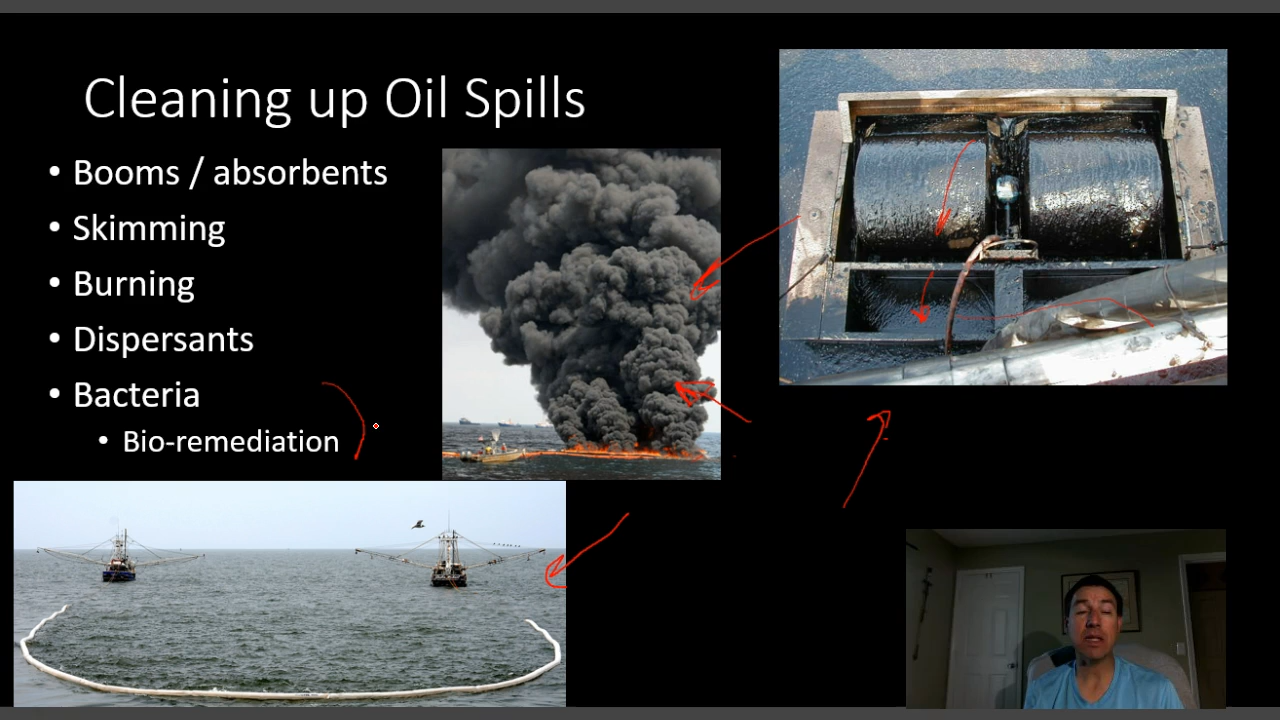 Cleaning up Oil Spills
• Booms / absorbents
• Skimming
• Burning
• Dispersants
• Bacteria
• Bio-remediation